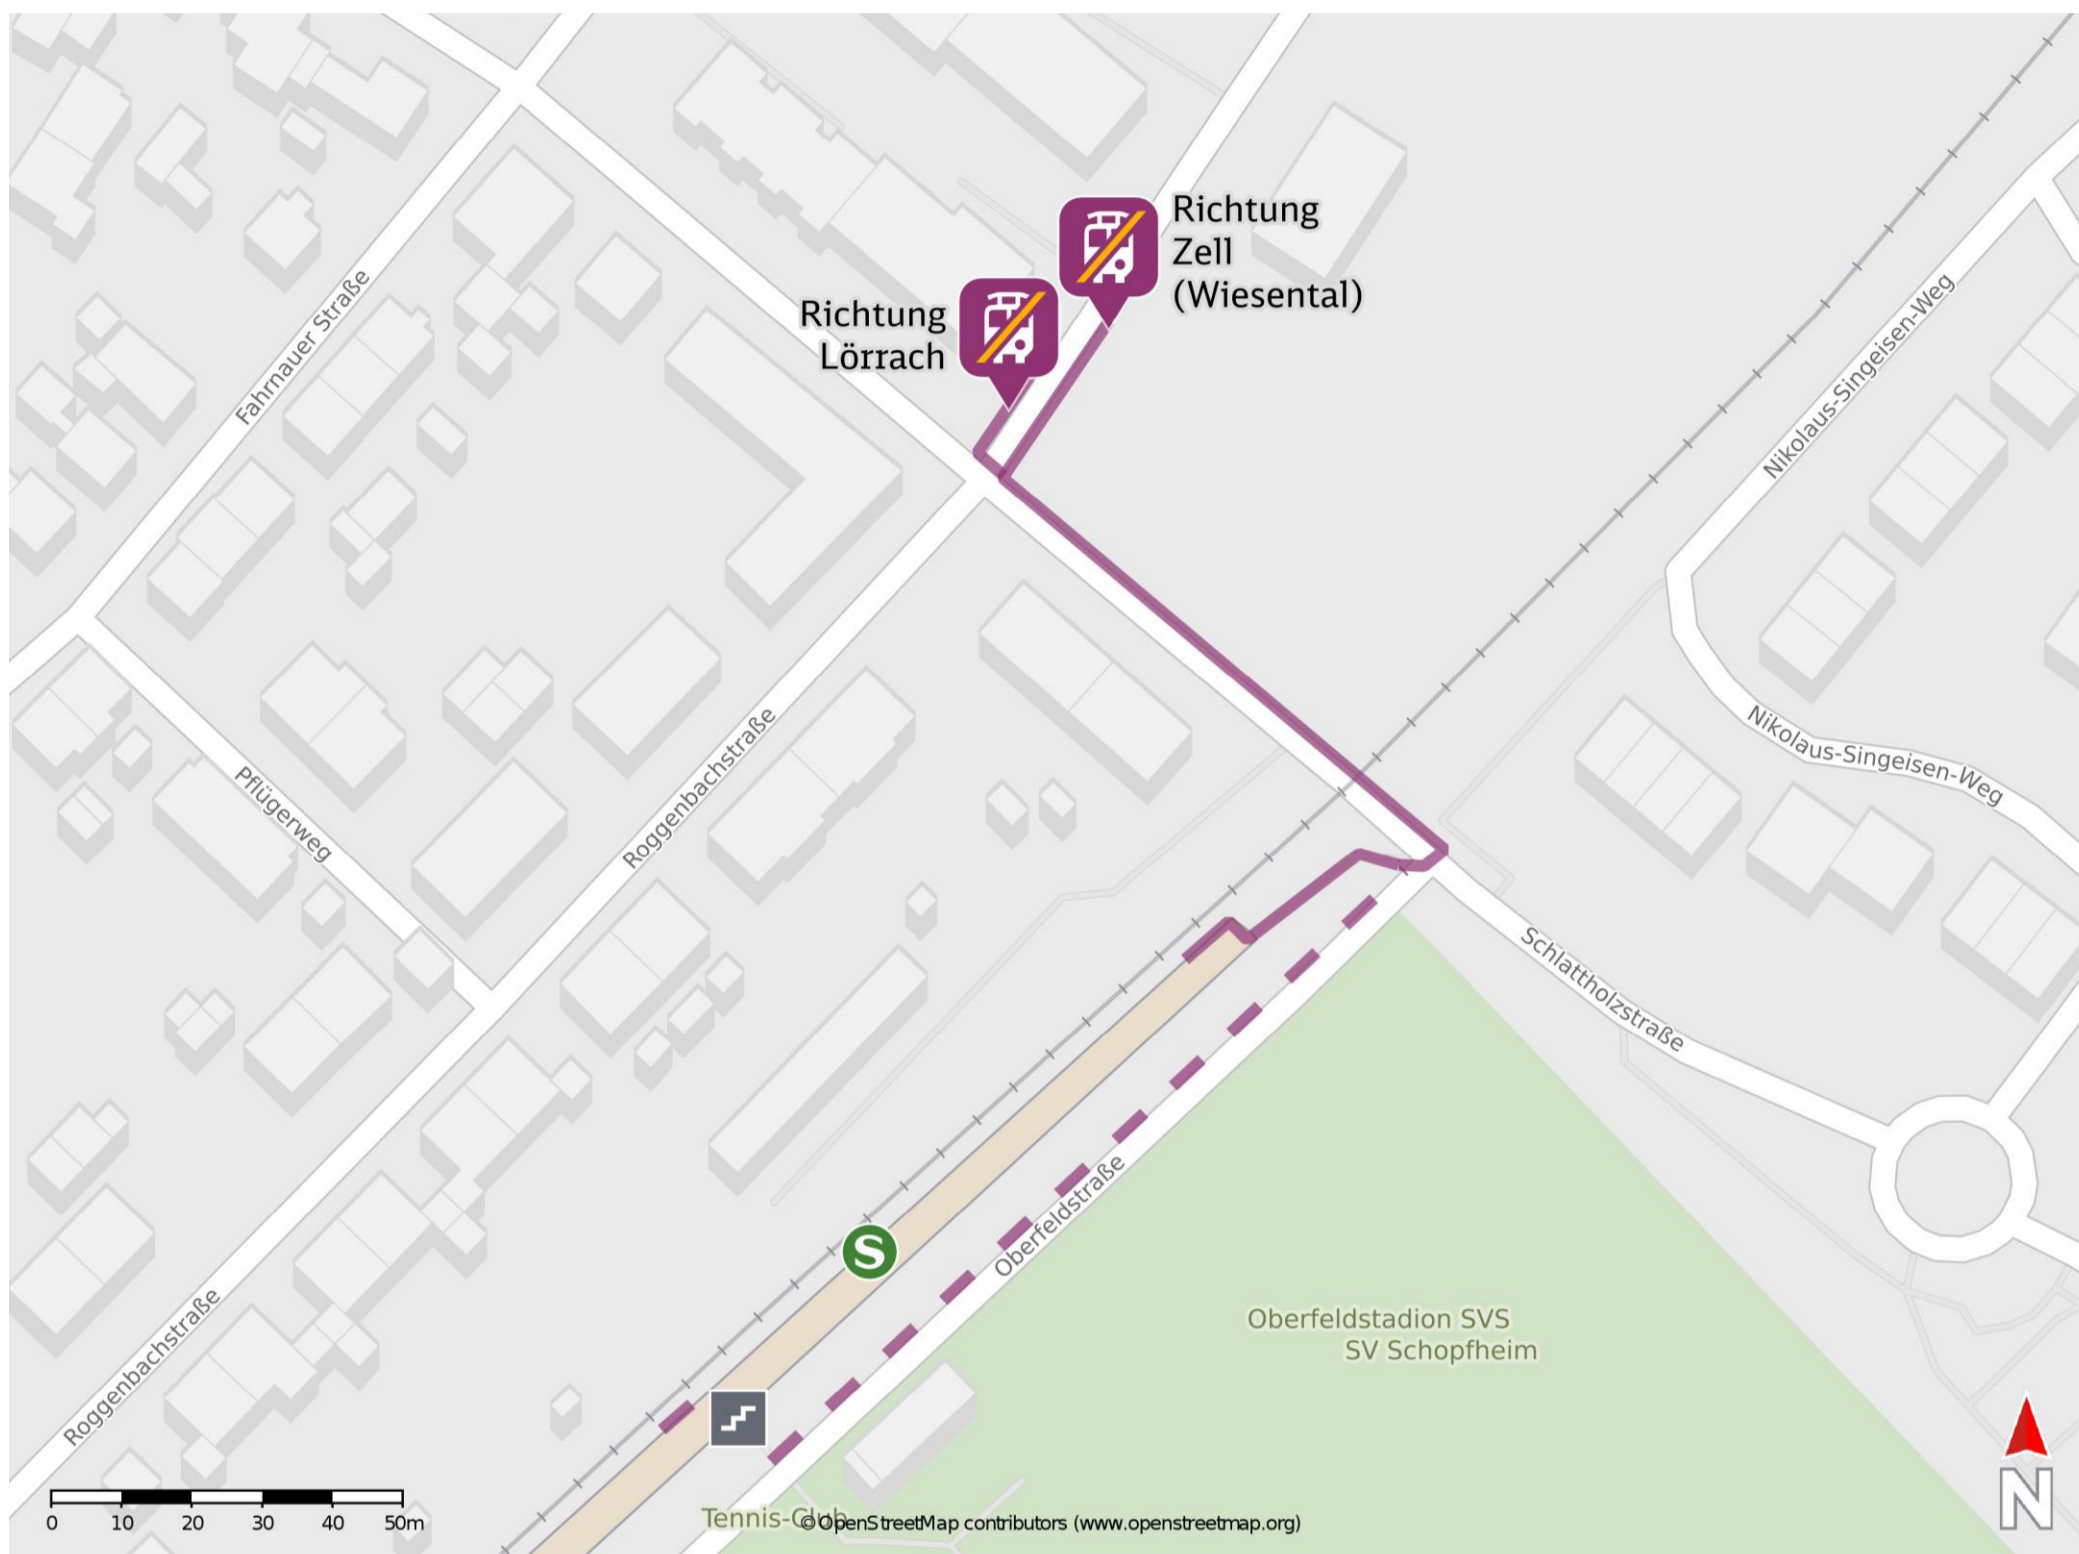 Richtung
Zell
(Wiesental)
Richtung
Lörrach
Fahrnauer Straße
Nikolaus-Singeisen-Weg
Nikolaus-Singeisen-Weg
Roggenbachstraße
Pflügerweg
Schlattholzstraße
S
Oberfeldstraße
Oberfeldstadion SVS
SV Schopfheim
Roggenbachstraße
N
0 10 20 30 40 50m
Tennis-Club
©OpenStreetMap contributors (www.openstreetmap.org)